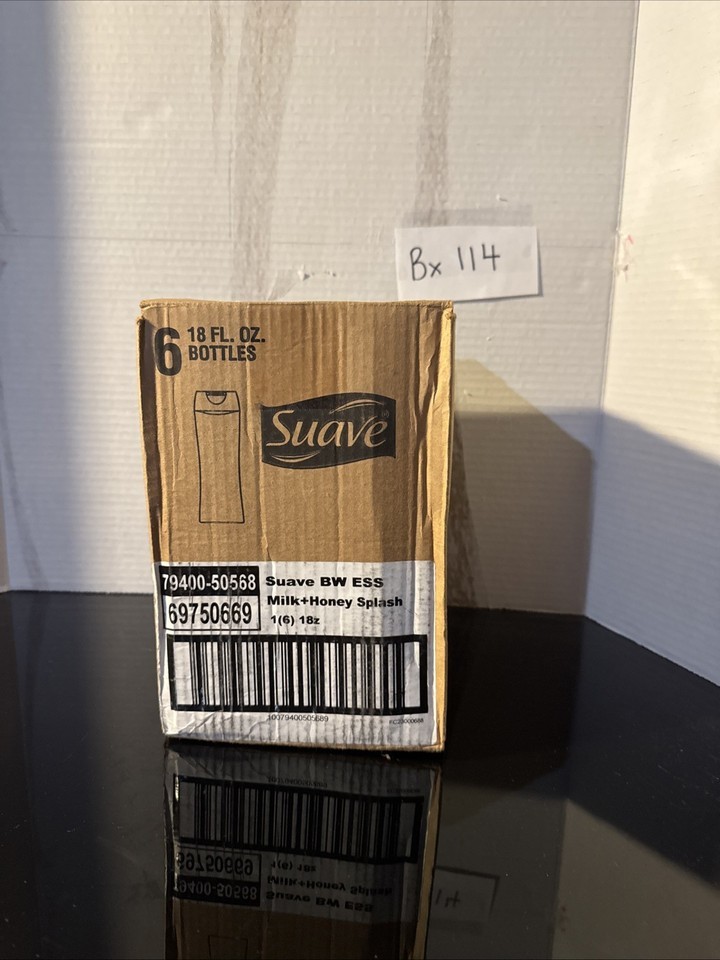 Bx 114
6 18 FL. OZ.
BOTTLES
Suave®
79400-50568 Suave BW ESS
69750669 Milk+Honey Splash
1(6) 18z
10079400505689